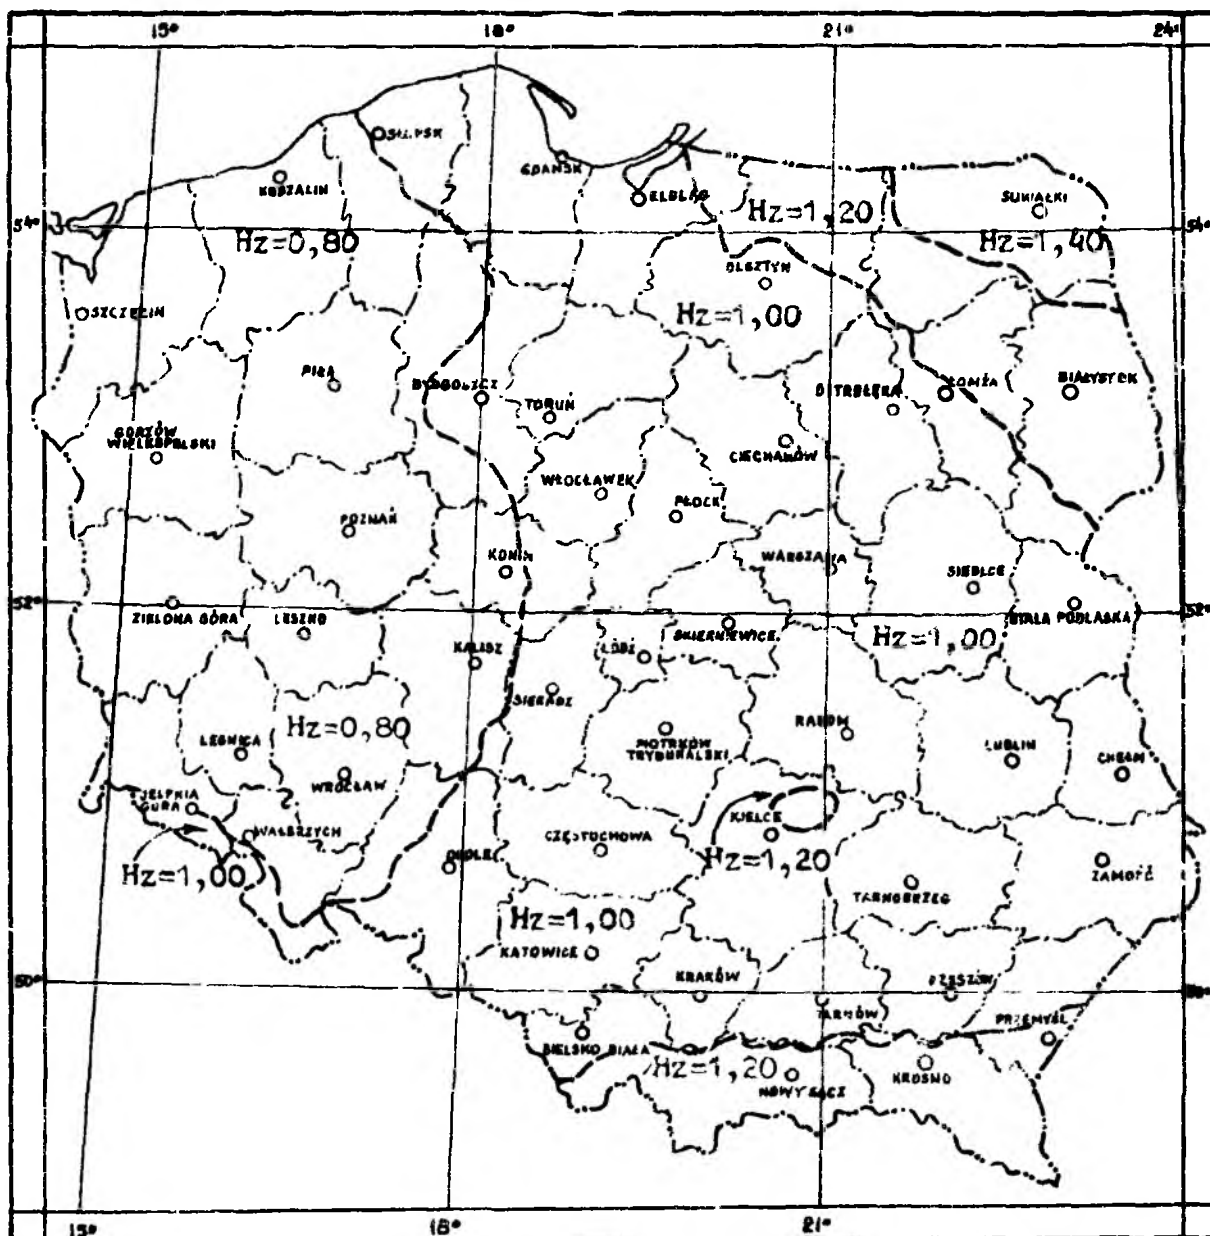 15° 18° 21° 24°
SŁUPSK
GDAŃSK
KOSZALIN
ELBLĄG
SUWAŁKI
Hz=1,20
54° 54°
Hz=0,80
Hz=1,40
OLSZTYN
SZCZECIN
Hz=1,00
PIŁA
BYDGOSZCZ
ŁOMŻA
BIAŁYSTOK
OSTROŁĘKA
TORUŃ
GORZÓW
WIELKOPOLSKI
CIECHANÓW
WŁOCŁAWEK
PŁOCK
POZNAŃ
KONIN
WARSZAWA
SIEDLCE
52° 52°
ZIELONA GÓRA
LESZNO
BIAŁA PODLASKA
SKIERNIEWICE
Hz=1,00
KALISZ
ŁÓDŹ
SIERADZ
Hz=0,80
RADOM
LEGNICA
PIOTRKÓW
TRYBUNALSKI
LUBLIN
CHEŁM
WROCŁAW
JELENIA
GÓRA
KIELCE
WAŁBRZYCH
CZĘSTOCHOWA
Hz=1,20
OPOLE
Hz=1,00
ZAMOŚĆ
TARNOBRZEG
Hz=1,00
KATOWICE
KRAKÓW
RZESZÓW
50° 50°
TARNÓW
PRZEMYŚL
BIELSKO BIAŁA
Hz=1,20
KROSNO
NOWY SĄCZ
15° 18° 21°